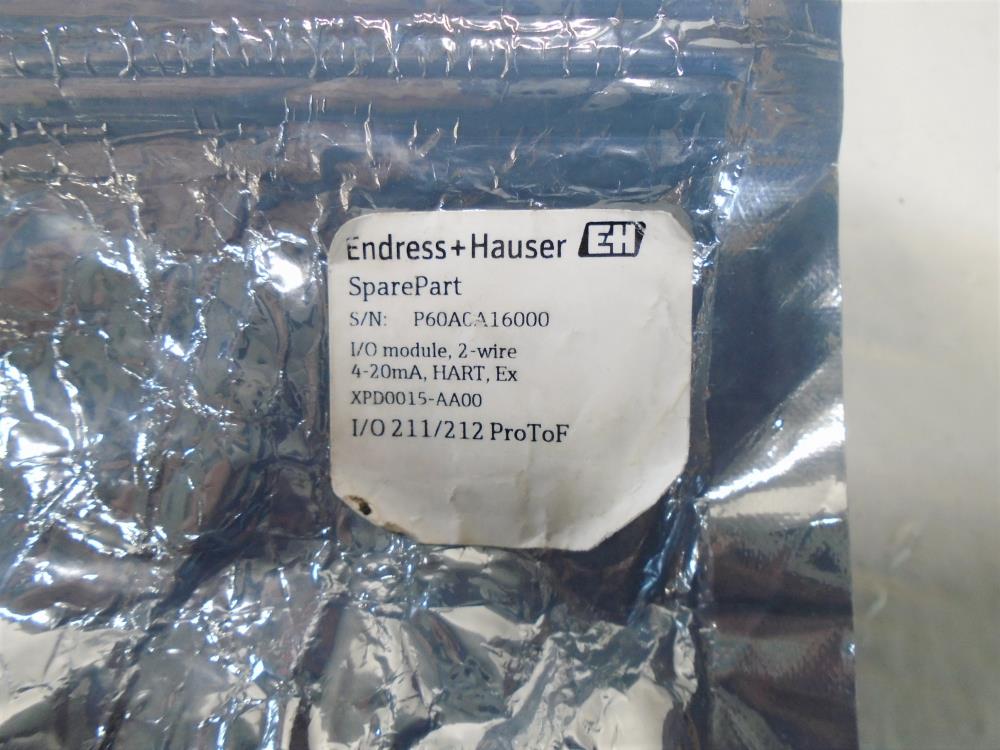 Endress+Hauser EH
SparePart
S/N: P60A0A16000
I/O module, 2-wire
4-20mA, HART, Ex
XPD0015-AA00
I/O 211/212 ProToF